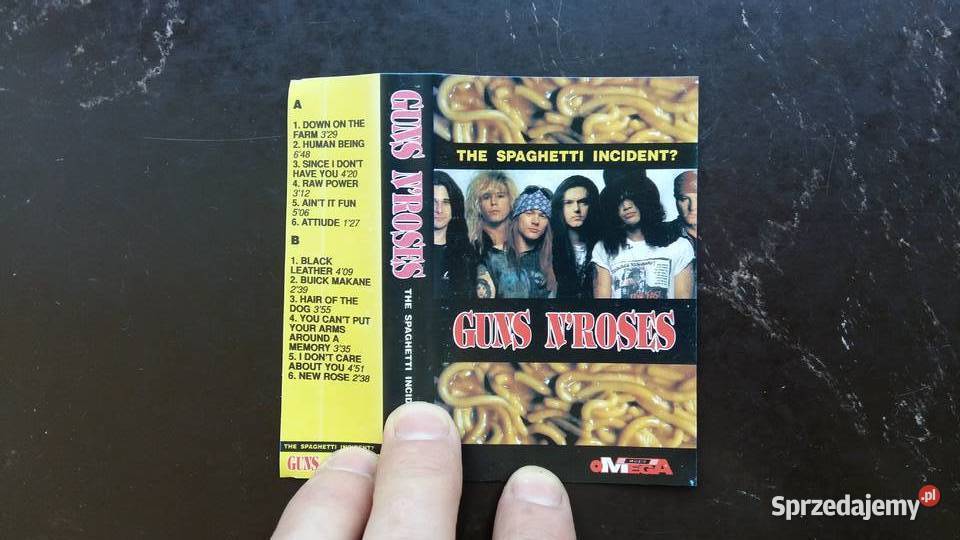 A
1. DOWN ON THE
FARM 3'29
2. HUMAN BEING
6'48
3. SINCE I DON'T
HAVE YOU 4'20
4. RAW POWER
3'12
5. AIN'T IT FUN
5'06
6. ATTIUDE 1'27
B
1. BLACK
LEATHER 4'09
2. BUICK MAKANE
2'39
3. HAIR OF THE
DOG 3'55
4. YOU CAN'T PUT
YOUR ARMS
AROUND A
MEMORY 3'35
5. I DON'T CARE
ABOUT YOU 4'51
6. NEW ROSE 2'38
THE SPAGHETTI INCIDENT?
GUNS
GUNS N'ROSES
THE SPAGHETTI INCID
THE SPAGHETTI INCIDENT?
GUNS N'ROSES
OMEGA
Sprzedajemy.pl